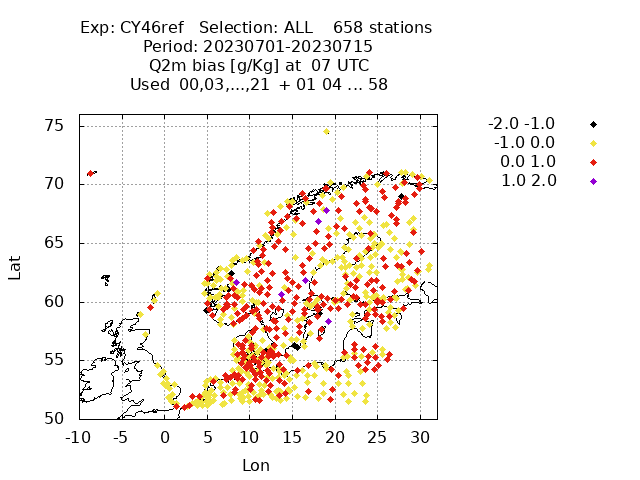 Exp: CY46ref   Selection: ALL    658 stations
Period: 20230701-20230715
Q2m bias [g/Kg] at  07 UTC
Used  00,03,...,21  + 01 04 ... 58
-2.0 -1.0
-1.0 0.0
0.0 1.0
1.0 2.0
75
70
65
60
55
50
Lat
-10 -5 0 5 10 15 20 25 30
Lon